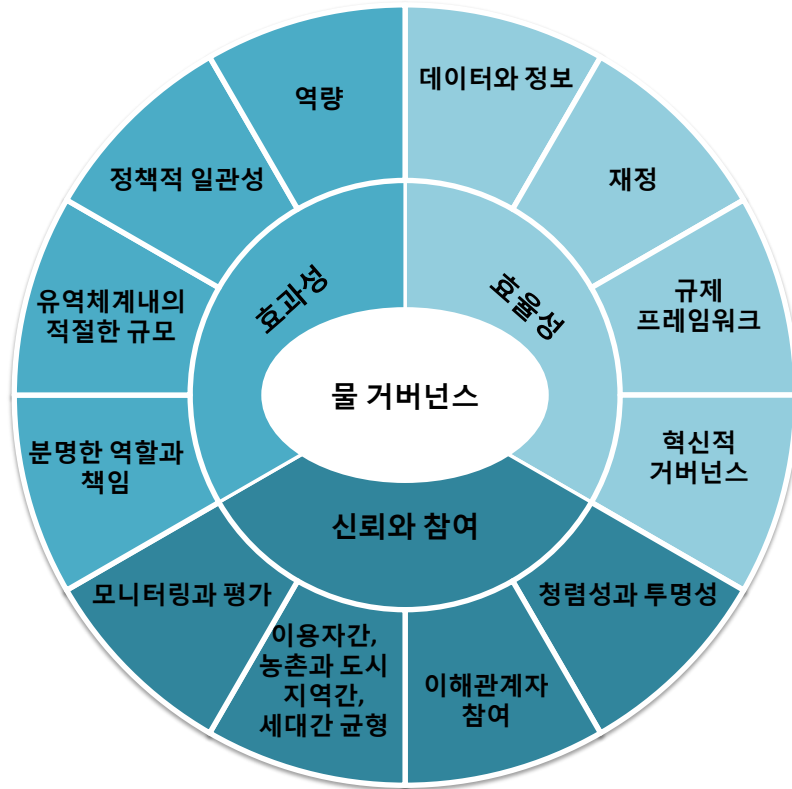 역량
데이터와 정보
정책적 일관성
재정
유역체계내의
적절한 규모
효과성
효율성
규제
프레임워크
물 거버넌스
분명한 역할과
책임
혁신적
거버넌스
신뢰와 참여
모니터링과 평가
청렴성과 투명성
이용자간,
농촌과 도시
지역간,
세대간 균형
이해관계자
참여